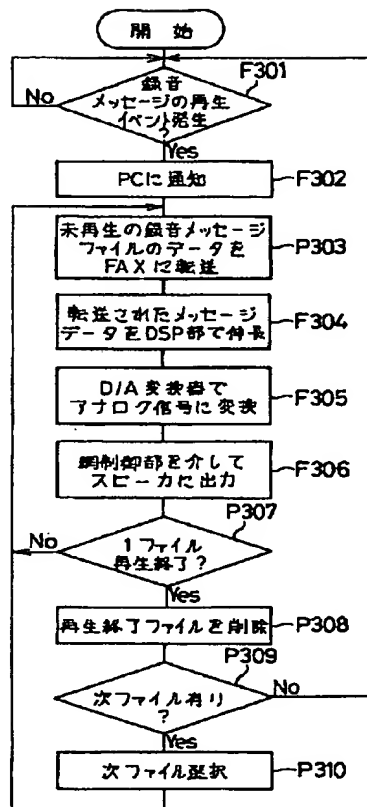 開始
F301
録音
メッセージの再生
イベント発生
?
No
Yes
PCに通知
F302
未再生の録音メッセージ
ファイルのデータを
FAXに転送
P303
転送されたメッセージ
データをDSP部で伸長
F304
D/A変換器で
アナログ信号に変換
F305
網制御部を介して
スピーカに出力
F306
P307
1ファイル
再生終了?
No
Yes
再生終了ファイルを削除
P308
P309
次ファイル有り
?
No
Yes
次ファイル選択
P310